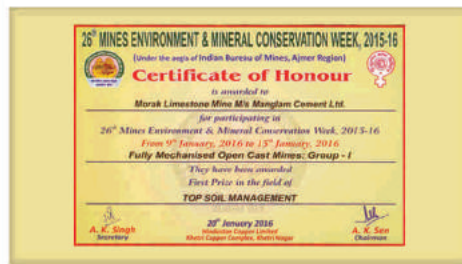 26th MINES ENVIRONMENT & MINERAL CONSERVATION WEEK, 2015-16
(Under the aegis of Indian Bureau of Mines, Ajmer Region)
Certificate of Honour
is awarded to
Morak Limestone Mine M/s Manglam Cement Ltd.
for participating in
26th Mines Environment & Mineral Conservation Week, 2015-16
From 9th January, 2016 to 15th January, 2016
Fully Mechanised Open Cast Mines: Group - I
They have been awarded
First Prize in the field of
TOP SOIL MANAGEMENT
A. K. Singh
Secretary
20th January 2016
Hindustan Copper Limited
Khetri Copper Complex, Khetri Nagar
A. K. Sen
Chairman